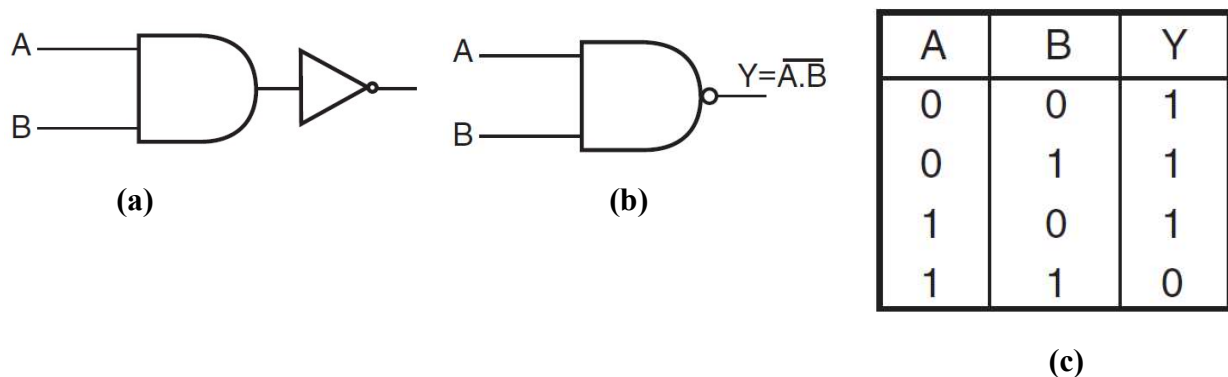 A
B
(a)
A
B
Y=A̅.̅B̅
(b)
A B Y
0 0 1
0 1 1
1 0 1
1 1 0
(c)